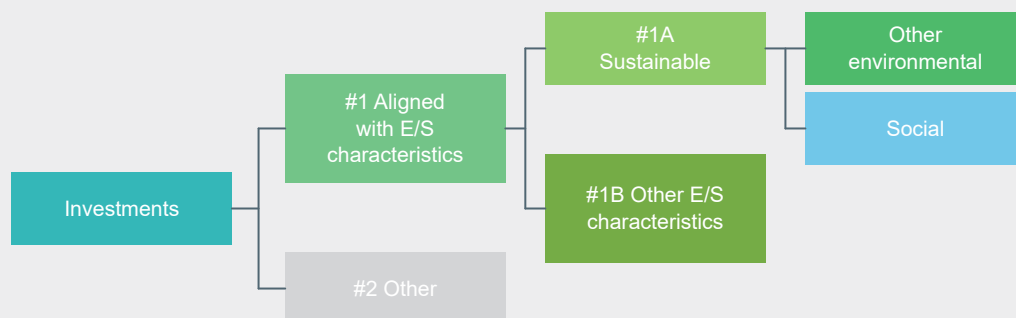 #1A
Sustainable
Other
environmental
#1 Aligned
with E/S
characteristics
Social
Investments
#1B Other E/S
characteristics
#2 Other